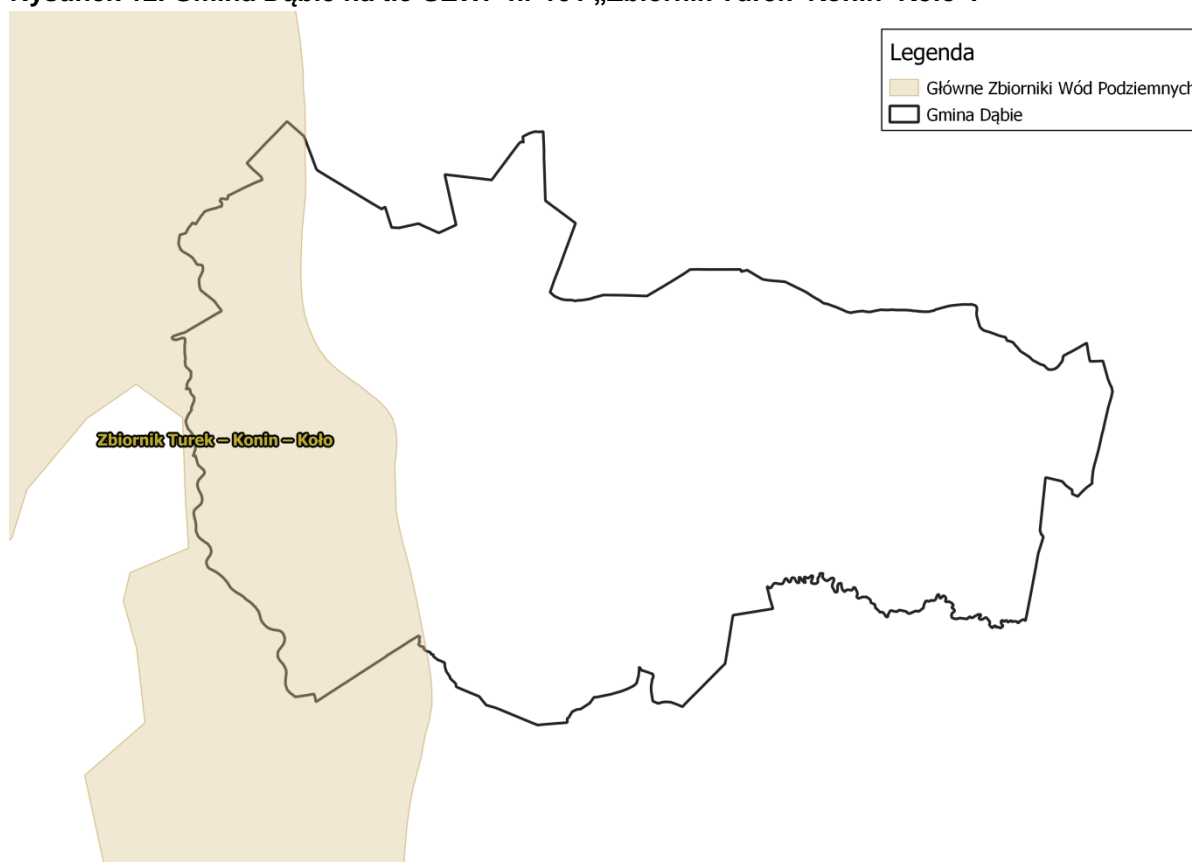 Legenda
Główne Zbiorniki Wód Podziemnych
Gmina Dąbie
Zbiornik Turek – Konin – Koło